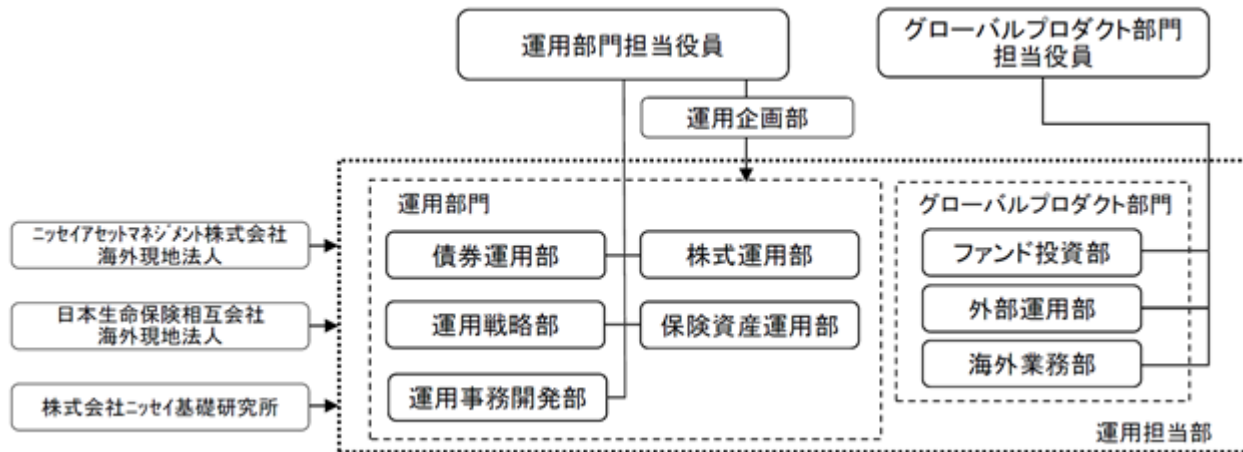 運用部門担当役員
グローバルプロダクト部門
担当役員
運用企画部
運用部門
グローバルプロダクト部門
ニッセイアセットマネジメント株式会社
海外現地法人
債券運用部
株式運用部
ファンド投資部
日本生命保険相互会社
海外現地法人
運用戦略部
保険資産運用部
外部運用部
海外業務部
株式会社ニッセイ基礎研究所
運用事務開発部
運用担当部